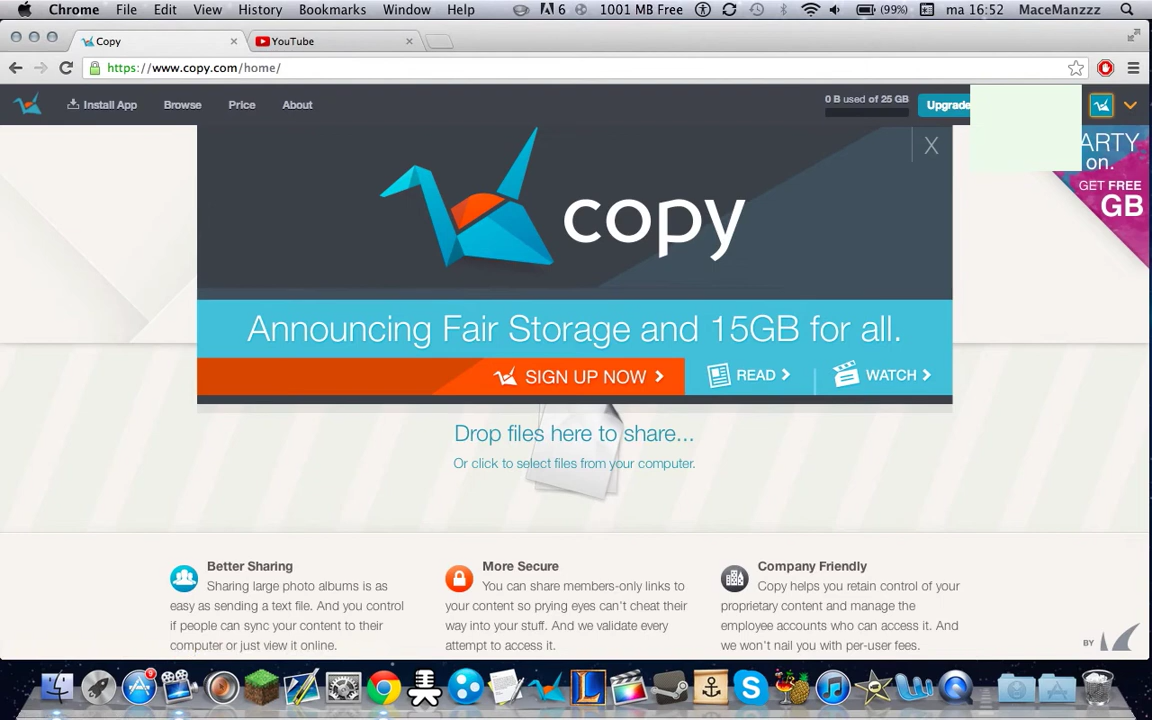 Chrome File Edit View History Bookmarks Window Help 6 1001 MB Free (99%) ma 16:52 MaceManzzz
Copy YouTube
https://www.copy.com/home/
Install App Browse Price About 0 B used of 25 GB Upgrade
ARTY
on.
GET FREE
GB
X
copy
Announcing Fair Storage and 15GB for all.
SIGN UP NOW READ WATCH
Drop files here to share...
Or click to select files from your computer.
Better Sharing
Sharing large photo albums is as
easy as sending a text file. And you control
if people can sync your content to their
computer or just view it online.
More Secure
You can share members-only links to
your content so prying eyes can't cheat their
way into your stuff. And we validate every
attempt to access it.
Company Friendly
Copy helps you retain control of your
proprietary content and manage the
employee accounts who can access it. And
we won't nail you with per-user fees.
BY